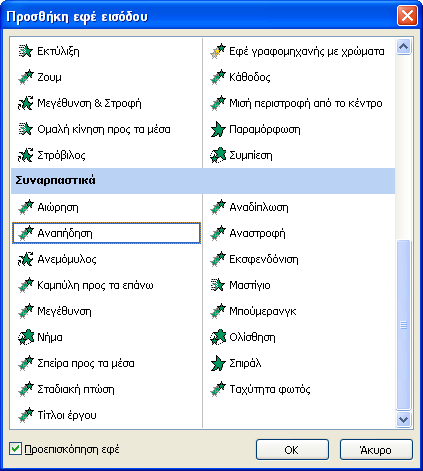 Προσθήκη εφέ εισόδου
Εκτύλιξη Εφέ γραφομηχανής με χρώματα
Ζουμ Κάθοδος
Μεγέθυνση & Στροφή Μισή περιστροφή από το κέντρο
Ομαλή κίνηση προς τα μέσα Παραμόρφωση
Στρόβιλος Συμπίεση
Συναρπαστικά
Αιώρηση Αναδίπλωση
Αναπήδηση Αναστροφή
Ανεμόμυλος Εκσφενδόνιση
Καμπύλη προς τα επάνω Μαστίγιο
Μεγέθυνση Μπούμερανγκ
Νήμα Ολίσθηση
Σπείρα προς τα μέσα Σπιράλ
Σταδιακή πτώση Ταχύτητα φωτός
Τίτλοι έργου
Προεπισκόπηση εφέ OK Άκυρο